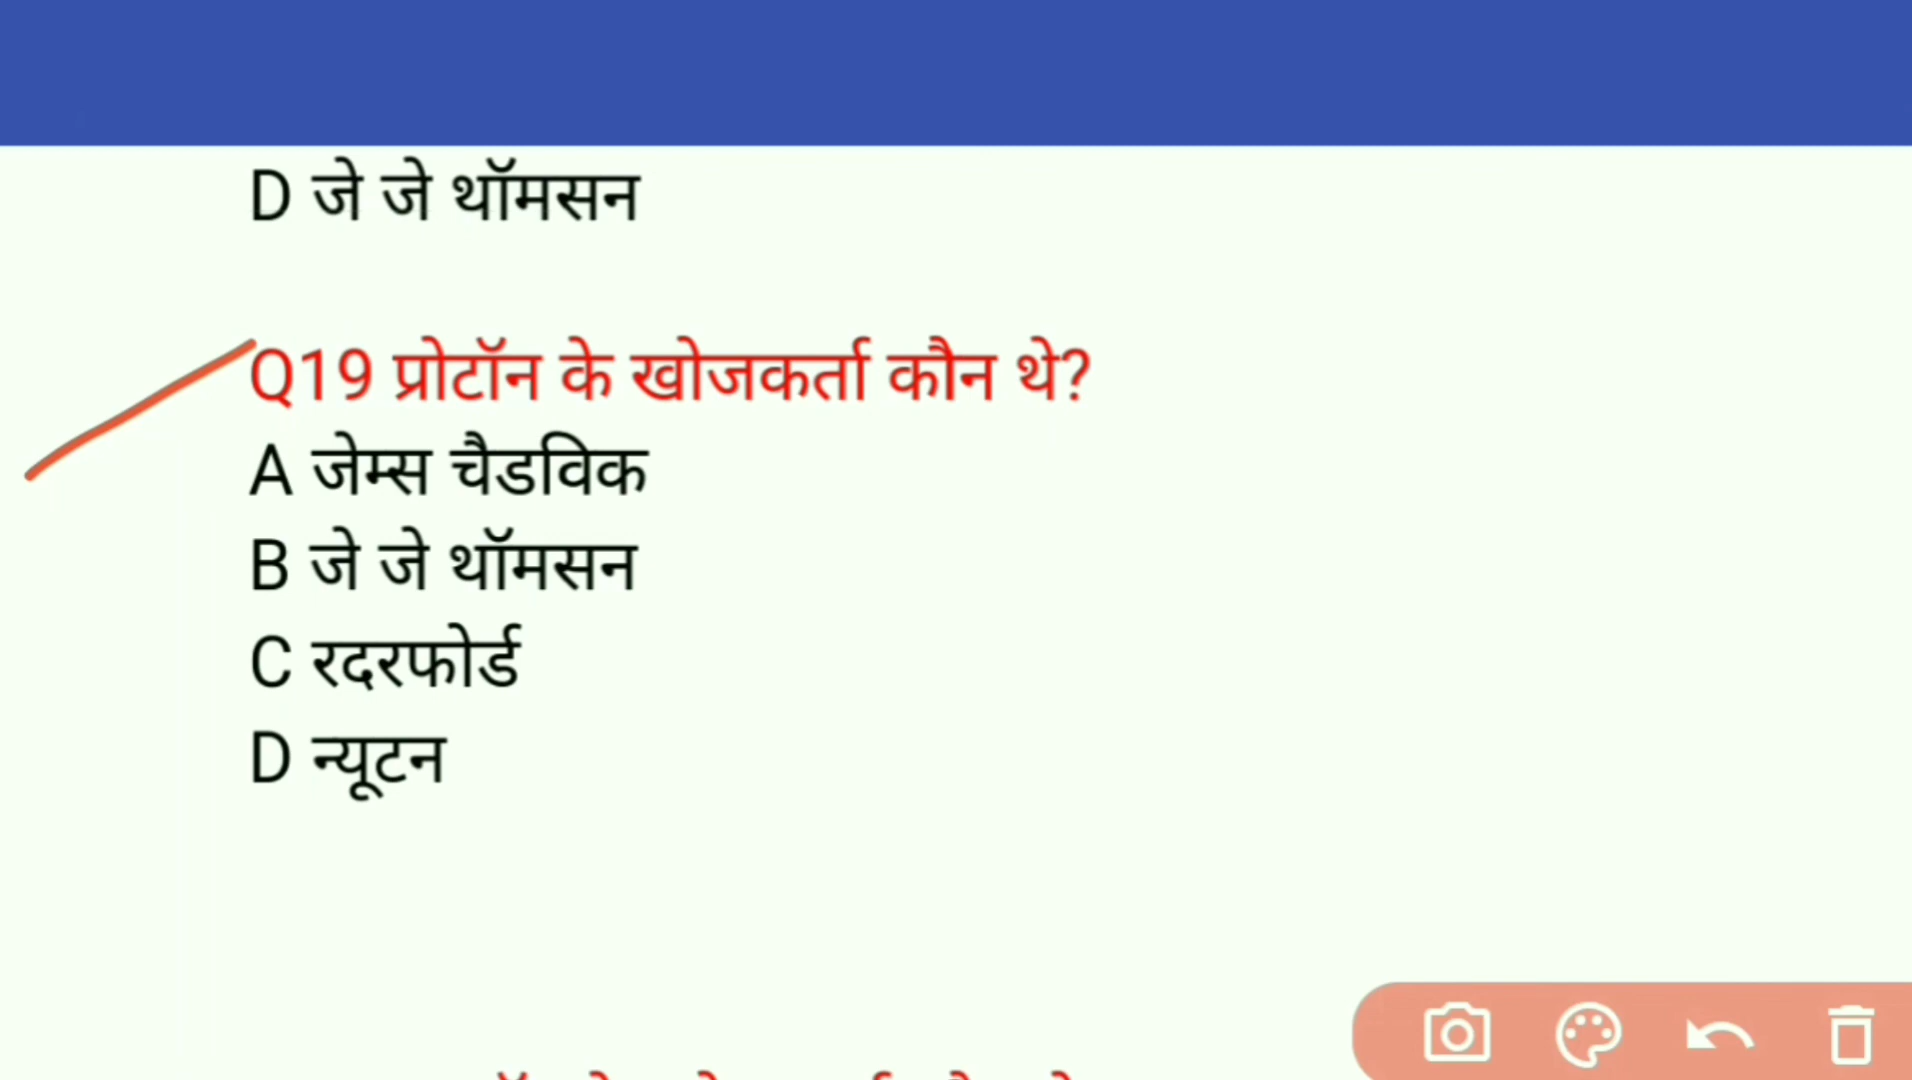 D जे जे थॉमसन
Q19 प्रोटॉन के खोजकर्ता कौन थे?
A जेम्स चैडविक
B जे जे थॉमसन
C रदरफोर्ड
D न्यूटन